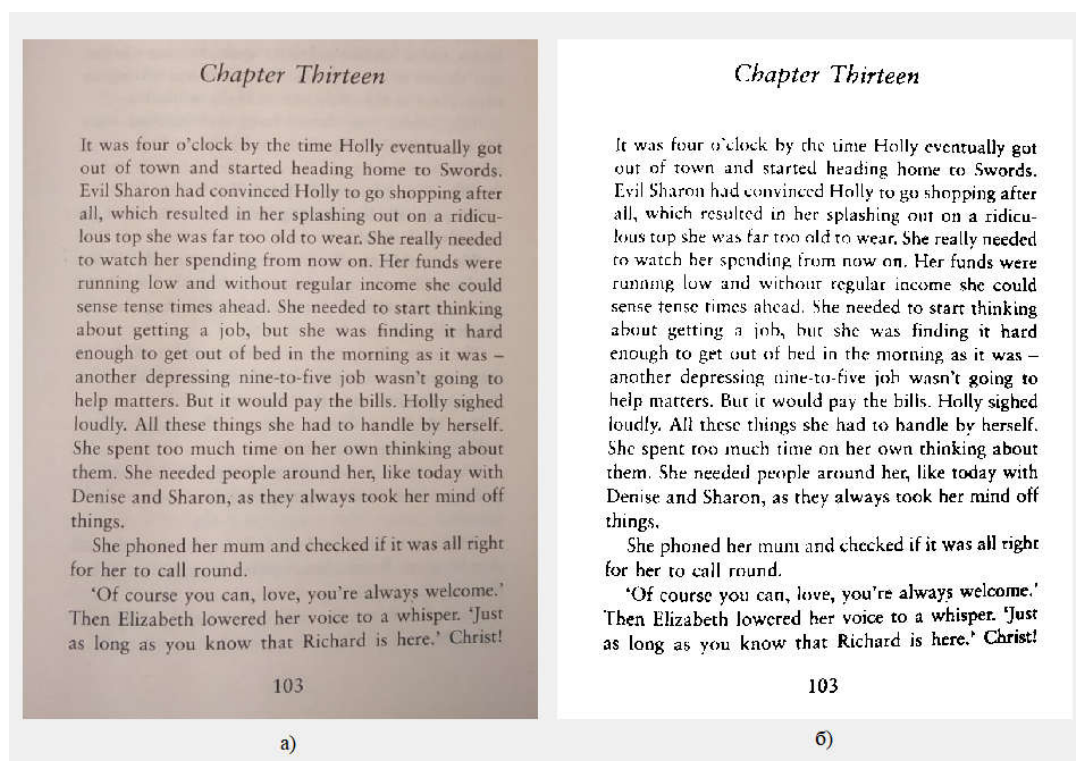 Chapter Thirteen
It was four o'clock by the time Holly eventually got
out of town and started heading home to Swords.
Evil Sharon had convinced Holly to go shopping after
all, which resulted in her splashing out on a ridicu-
lous top she was far too old to wear. She really needed
to watch her spending from now on. Her funds were
running low and without regular income she could
sense tense times ahead. She needed to start thinking
about getting a job, but she was finding it hard
enough to get out of bed in the morning as it was –
another depressing nine-to-five job wasn't going to
help matters. But it would pay the bills. Holly sighed
loudly. All these things she had to handle by herself.
She spent too much time on her own thinking about
them. She needed people around her, like today with
Denise and Sharon, as they always took her mind off
things.
She phoned her mum and checked if it was all right
for her to call round.
'Of course you can, love, you're always welcome.'
Then Elizabeth lowered her voice to a whisper. 'Just
as long as you know that Richard is here.' Christ!
103
а)
Chapter Thirteen
It was four o'clock by the time Holly eventually got
out of town and started heading home to Swords.
Evil Sharon had convinced Holly to go shopping after
all, which resulted in her splashing out on a ridicu-
lous top she was far too old to wear. She really needed
to watch her spending from now on. Her funds were
running low and without regular income she could
sense tense times ahead. She needed to start thinking
about getting a job, but she was finding it hard
enough to get out of bed in the morning as it was –
another depressing nine-to-five job wasn't going to
help matters. But it would pay the bills. Holly sighed
loudly. All these things she had to handle by herself.
She spent too much time on her own thinking about
them. She needed people around her, like today with
Denise and Sharon, as they always took her mind off
things.
She phoned her mum and checked if it was all right
for her to call round.
'Of course you can, love, you're always welcome.'
Then Elizabeth lowered her voice to a whisper. 'Just
as long as you know that Richard is here.' Christ!
103
б)